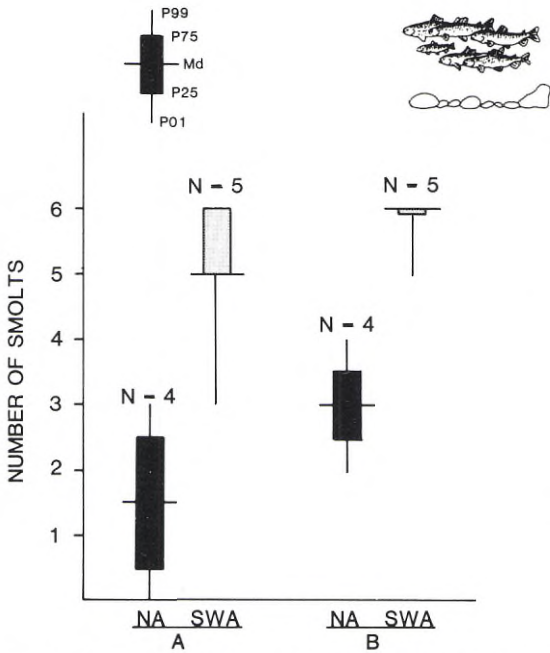 P99
P75
Md
P25
P01
NUMBER OF SMOLTS
6
5
4
3
2
1
N - 4
N - 5
N - 4
N - 5
NA SWA NA SWA
A B